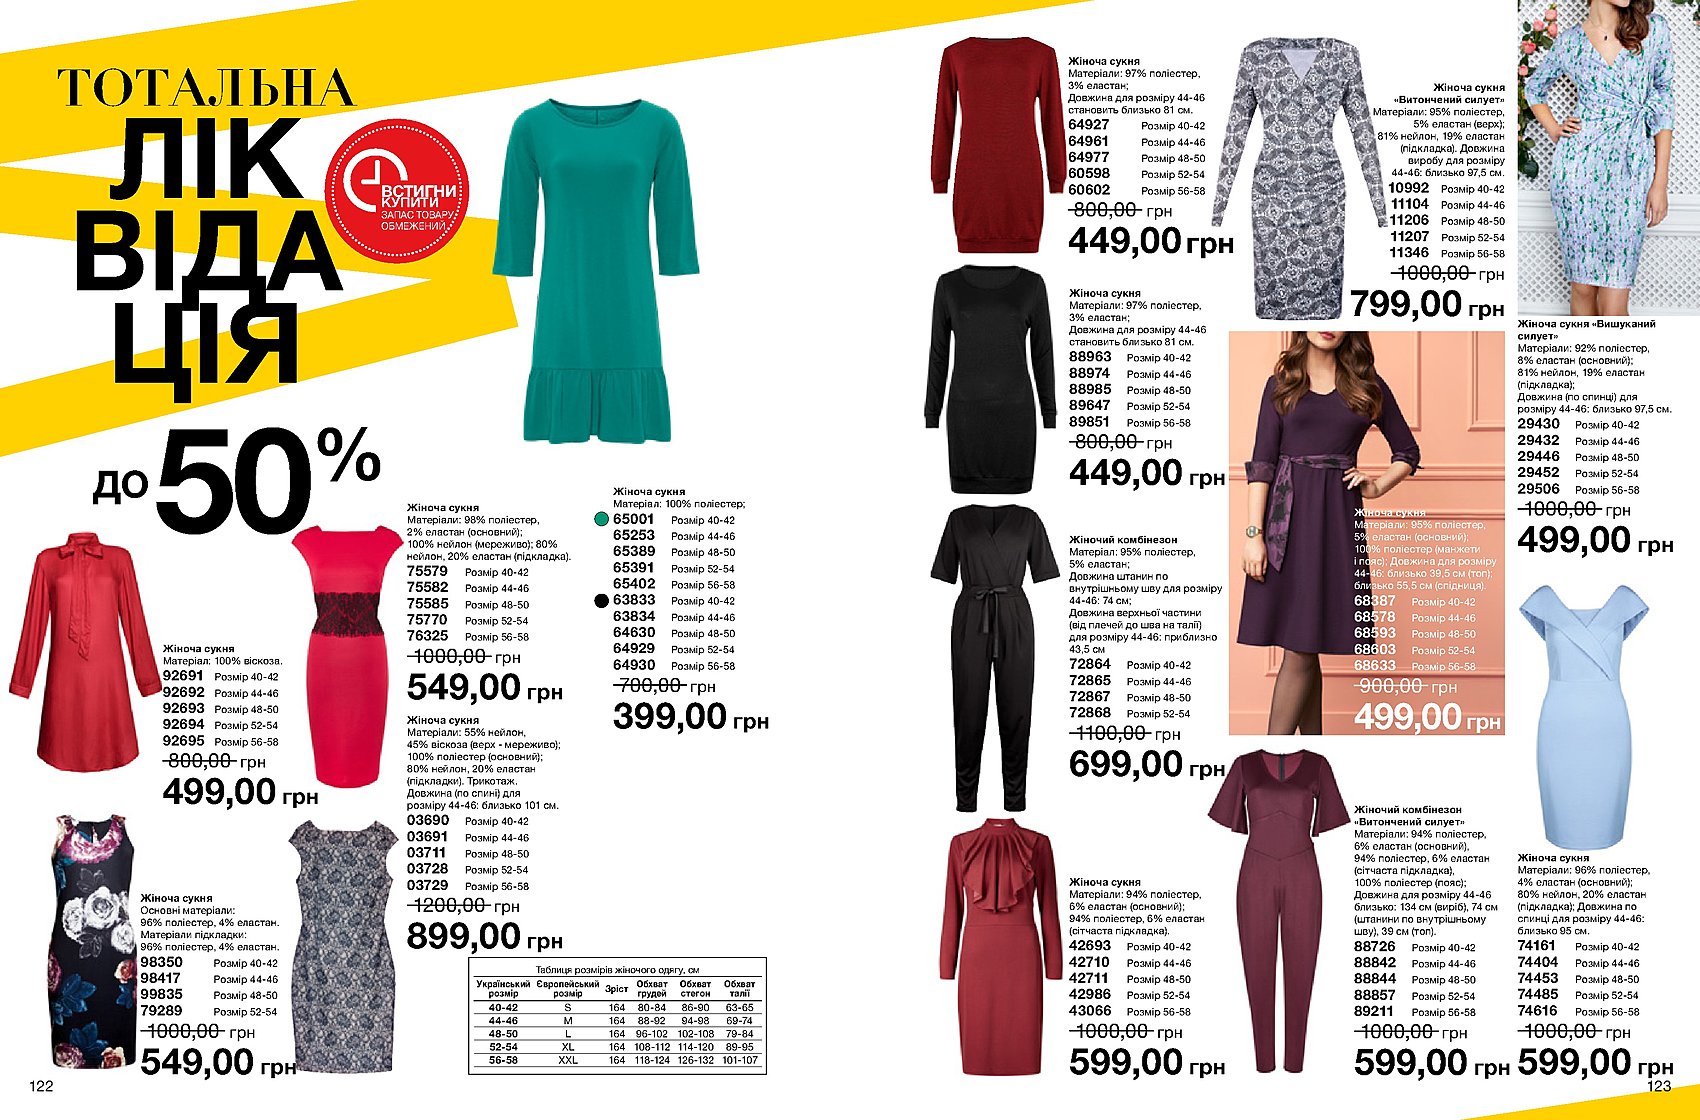 ТОТАЛЬНА
ЛІК
ВІДА
ЦІЯ
до 50%
ВСТИГНИ
КУПИТИ
ЗАПАС ТОВАРУ
ОБМЕЖЕНИЙ
Жіноча сукня
Матеріал: 100% віскоза.
92691 Розмір 40-42
92692 Розмір 44-46
92693 Розмір 48-50
92694 Розмір 52-54
92695 Розмір 56-58
800,00 грн
499,00 грн
Жіноча сукня
Матеріали: 98% поліестер,
2% еластан (основний);
100% нейлон (мереживо); 80%
нейлон, 20% еластан (підкладка).
75579 Розмір 40-42
75582 Розмір 44-46
75585 Розмір 48-50
75770 Розмір 52-54
76325 Розмір 56-58
1000,00 грн
549,00 грн
Жіноча сукня
Матеріал: 100% поліестер;
65001 Розмір 40-42
65253 Розмір 44-46
65389 Розмір 48-50
65391 Розмір 52-54
65402 Розмір 56-58
63833 Розмір 40-42
63834 Розмір 44-46
64630 Розмір 48-50
64929 Розмір 52-54
64930 Розмір 56-58
700,00 грн
399,00 грн
Жіноча сукня
Основні матеріали:
96% поліестер, 4% еластан.
Матеріали підкладки:
96% поліестер, 4% еластан.
98350 Розмір 40-42
98417 Розмір 44-46
99835 Розмір 48-50
79289 Розмір 52-54
1000,00 грн
549,00 грн
Жіноча сукня
Матеріали: 55% нейлон,
45% віскоза (верх - мереживо);
100% поліестер (основний);
80% нейлон, 20% еластан
(підкладки). Трикотаж.
Довжина (по спині) для
розміру 44-46: близько 101 см.
03690 Розмір 40-42
03691 Розмір 44-46
03711 Розмір 48-50
03728 Розмір 52-54
03729 Розмір 56-58
1200,00 грн
899,00 грн
Таблиця розмірів жіночого одягу, см
Український розмір Європейський розмір Зріст Обхват грудей Обхват стегон Обхват талії
40-42 S 164 80-84 86-90 63-65
44-46 M 164 88-92 94-98 69-74
48-50 L 164 96-102 102-108 79-84
52-54 XL 164 108-112 114-120 89-95
56-58 XXL 164 118-124 126-132 101-107
122
Жіноча сукня
Матеріали: 97% поліестер,
3% еластан;
Довжина для розміру 44-46
становить близько 81 см.
64927 Розмір 40-42
64961 Розмір 44-46
64977 Розмір 48-50
60598 Розмір 52-54
60602 Розмір 56-58
800,00 грн
449,00 грн
Жіноча сукня
Матеріали: 97% поліестер,
3% еластан;
Довжина для розміру 44-46
становить близько 81 см.
88963 Розмір 40-42
88974 Розмір 44-46
88985 Розмір 48-50
89647 Розмір 52-54
89851 Розмір 56-58
800,00 грн
449,00 грн
Жіночий комбінезон
Матеріал: 95% поліестер,
5% еластан;
Довжина штанин по
внутрішньому шву для розміру
44-46: 74 см;
Довжина верхньої частини
(від плечей до шва на талії)
для розміру 44-46: приблизно
43,5 см
72864 Розмір 40-42
72865 Розмір 44-46
72867 Розмір 48-50
72868 Розмір 52-54
1100,00 грн
699,00 грн
Жіноча сукня
Матеріали: 94% поліестер,
6% еластан (основний);
94% поліестер, 6% еластан
(сітчаста підкладка).
42693 Розмір 40-42
42710 Розмір 44-46
42711 Розмір 48-50
42986 Розмір 52-54
43066 Розмір 56-58
1000,00 грн
599,00 грн
Жіноча сукня
«Витончений силует»
Матеріали: 95% поліестер,
5% еластан (верх);
81% нейлон, 19% еластан
(підкладка). Довжина
виробу для розміру
44-46: близько 97,5 см.
10992 Розмір 40-42
11104 Розмір 44-46
11206 Розмір 48-50
11207 Розмір 52-54
11346 Розмір 56-58
1000,00 грн
799,00 грн
Жіноча сукня
Матеріали: 95% поліестер,
5% еластан (основний);
100% поліестер (манжети
і пояс); Довжина для розміру
44-46: близько 39,5 см (топ);
близько 55,5 см (спідниця).
68387 Розмір 40-42
68578 Розмір 44-46
68593 Розмір 48-50
68603 Розмір 52-54
68633 Розмір 56-58
900,00 грн
499,00 грн
Жіночий комбінезон
«Витончений силует»
Матеріали: 94% поліестер,
6% еластан (основний),
94% поліестер, 6% еластан
(сітчаста підкладка),
100% поліестер (пояс);
Довжина для розміру 44-46
близько: 134 см (виріб), 74 см
(штанини по внутрішньому
шву), 39 см (топ).
88726 Розмір 40-42
88842 Розмір 44-46
88844 Розмір 48-50
88857 Розмір 52-54
89211 Розмір 56-58
1000,00 грн
599,00 грн
Жіноча сукня «Вишуканий
силует»
Матеріали: 92% поліестер,
8% еластан (основний);
81% нейлон, 19% еластан
(підкладка);
Довжина (по спинці) для
розміру 44-46: близько 97,5 см.
29430 Розмір 40-42
29432 Розмір 44-46
29446 Розмір 48-50
29452 Розмір 52-54
29506 Розмір 56-58
1000,00 грн
499,00 грн
Жіноча сукня
Матеріали: 96% поліестер,
4% еластан (основний);
80% нейлон, 20% еластан
(підкладка); Довжина по
спинці для розміру 44-46:
близько 95 см.
74161 Розмір 40-42
74404 Розмір 44-46
74453 Розмір 48-50
74485 Розмір 52-54
74616 Розмір 56-58
1000,00 грн
599,00 грн
123